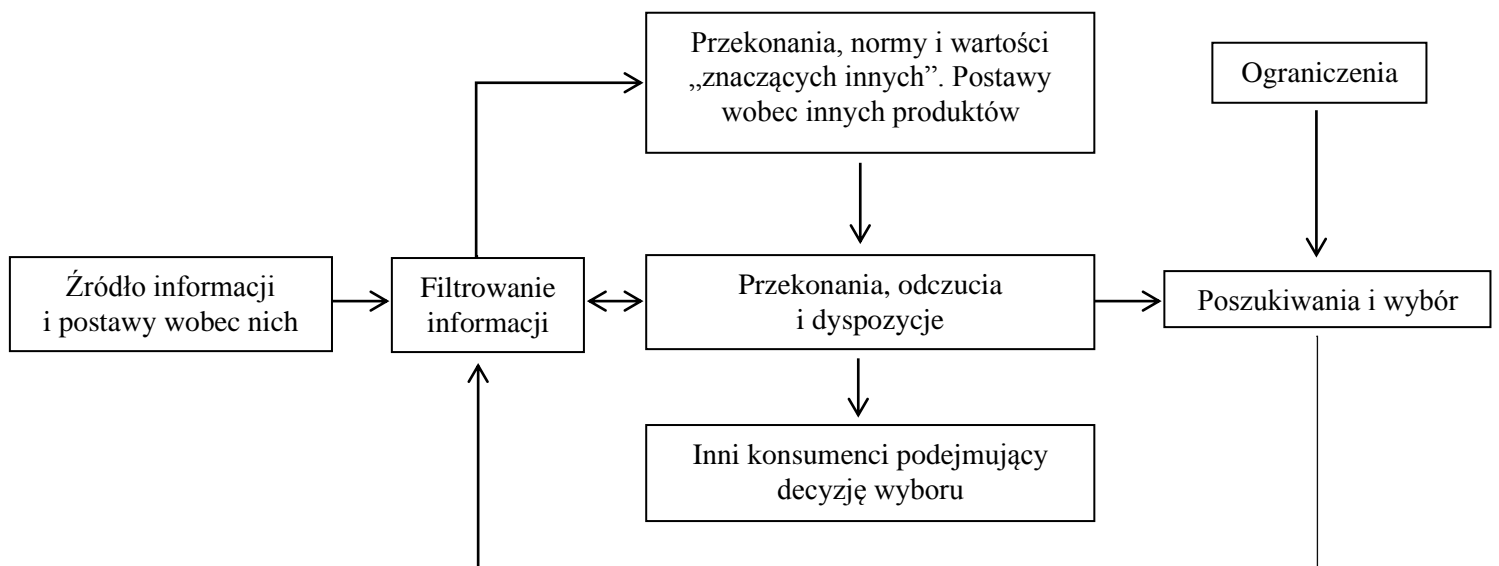 Przekonania, normy i wartości
„znaczących innych”. Postawy
wobec innych produktów
Ograniczenia
Źródło informacji
i postawy wobec nich
Filtrowanie
informacji
Przekonania, odczucia
i dyspozycje
Poszukiwania i wybór
Inni konsumenci podejmujący
decyzję wyboru